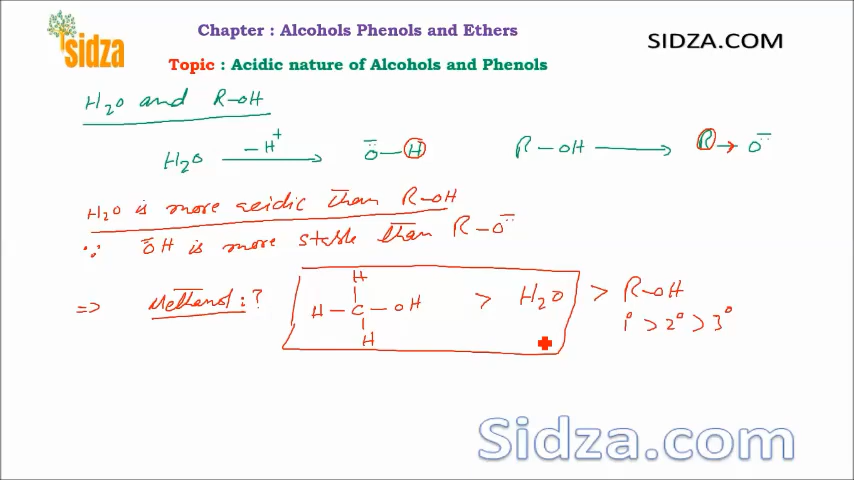 Chapter : Alcohols Phenols and Ethers
SIDZA.COM
sidza
Topic : Acidic nature of Alcohols and Phenols
H₂O and R-OH
H₂O —H⁺ ⁻O—H R—OH R→O⁻
H₂O is more acidic than R-OH
∵ ⁻OH is more stable than R-O⁻
⇒ Methanol:? H > H₂O > R-OH
H—C—OH
H
1° > 2° > 3°
Sidza.com